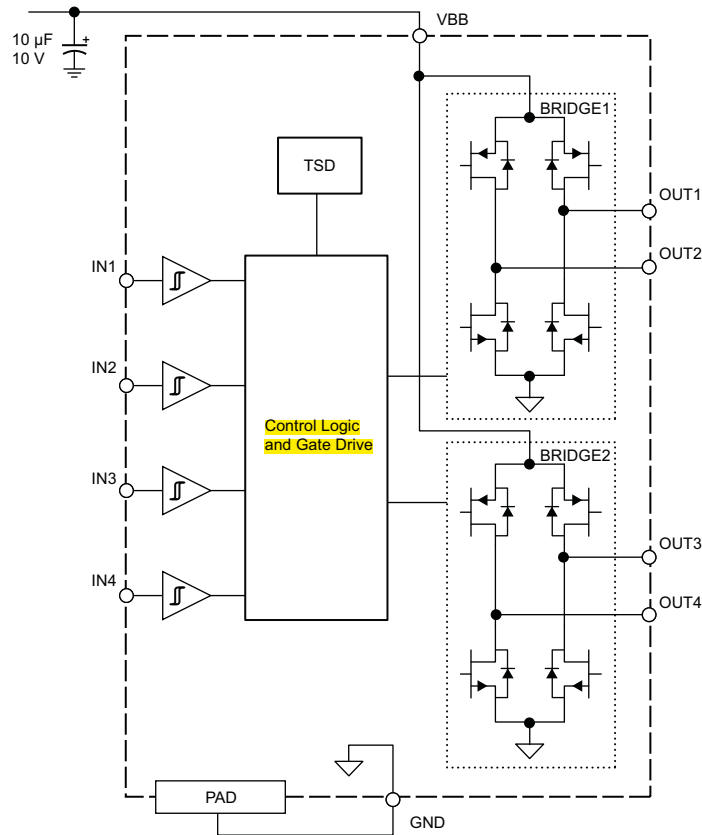 10 µF
10 V
+
VBB
BRIDGE1
TSD
OUT1
OUT2
IN1
IN2
Control Logic
and Gate Drive
BRIDGE2
IN3
OUT3
IN4
OUT4
PAD
GND